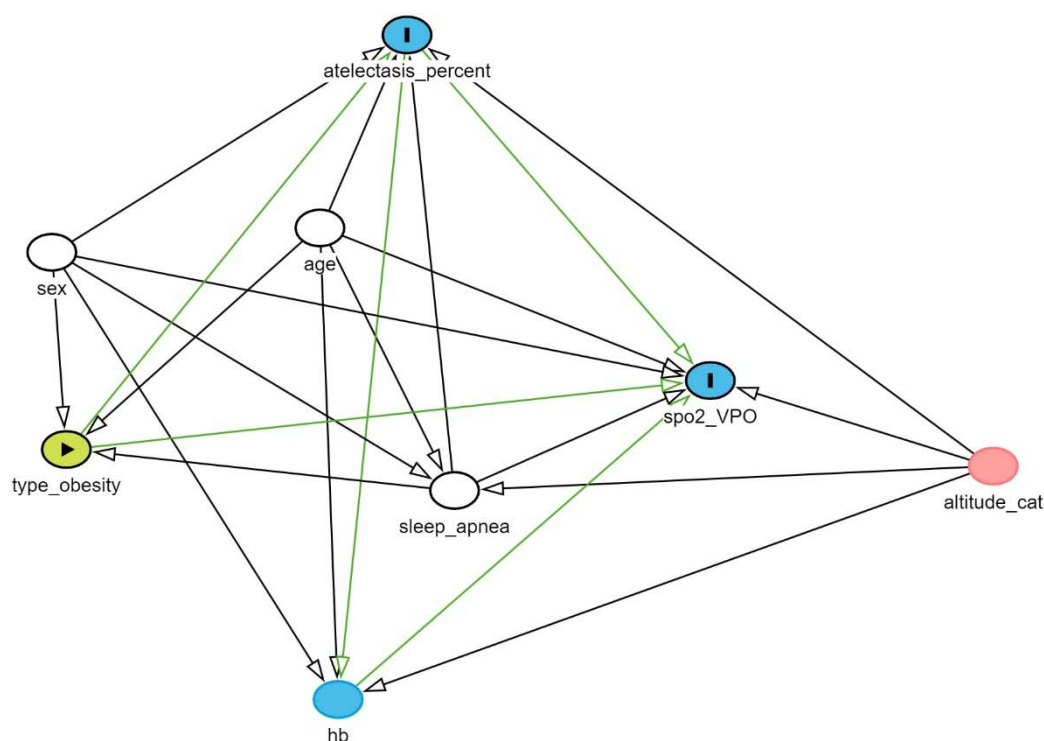 atelectasis_percent
sex
age
spo2_VPO
type_obesity
sleep_apnea
altitude_cat
hb